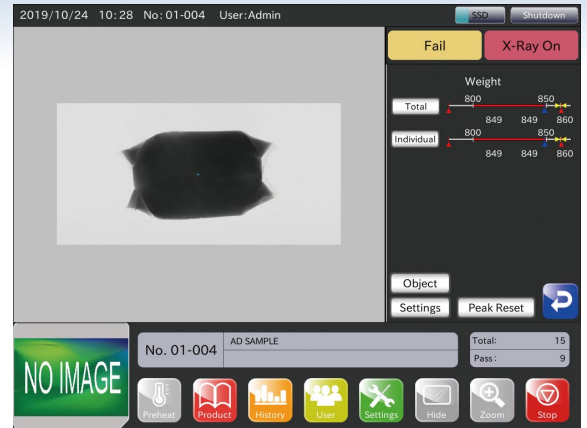 2019/10/24 10:28 No:01-004 User:Admin SSD Shutdown
Fail X-Ray On
Weight
Total 800 850
849 849 860
Individual 800 850
849 849 860
Object
Settings Peak Reset
NO IMAGE
No. 01-004 AD SAMPLE
Total: 15
Pass: 9
Preheat Product History User Settings Hide Zoom Stop